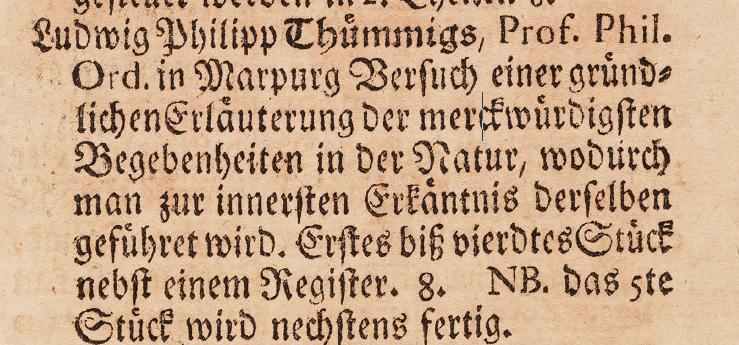 Ludwig Philipp Thümmigs, Prof. Phil.
Ord. in Marpurg Versuch einer gründ-
lichen Erläuterung der merckwürdigsten
Begebenheiten in der Natur, wodurch
man zur innersten Erkäntnis derselben
geführet wird. Erstes biß vierdtes Stück
nebst einem Register. 8. NB. das 5te
Stück wird nechstens fertig.